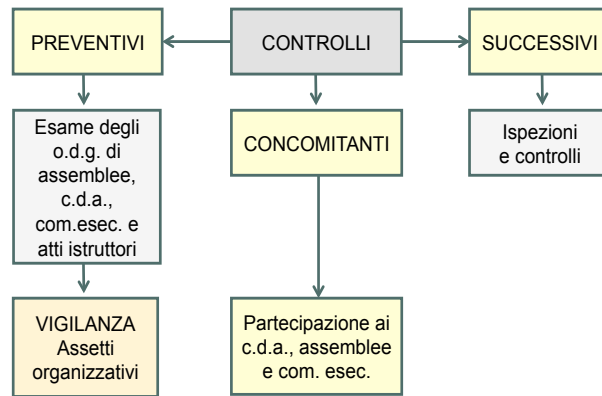 PREVENTIVI
CONTROLLI
SUCCESSIVI
Esame degli
o.d.g. di
assemblee,
c.d.a.,
com.esec. e
atti istruttori
CONCOMITANTI
Ispezioni
e controlli
VIGILANZA
Assetti
organizzativi
Partecipazione ai
c.d.a., assemblee
e com. esec.